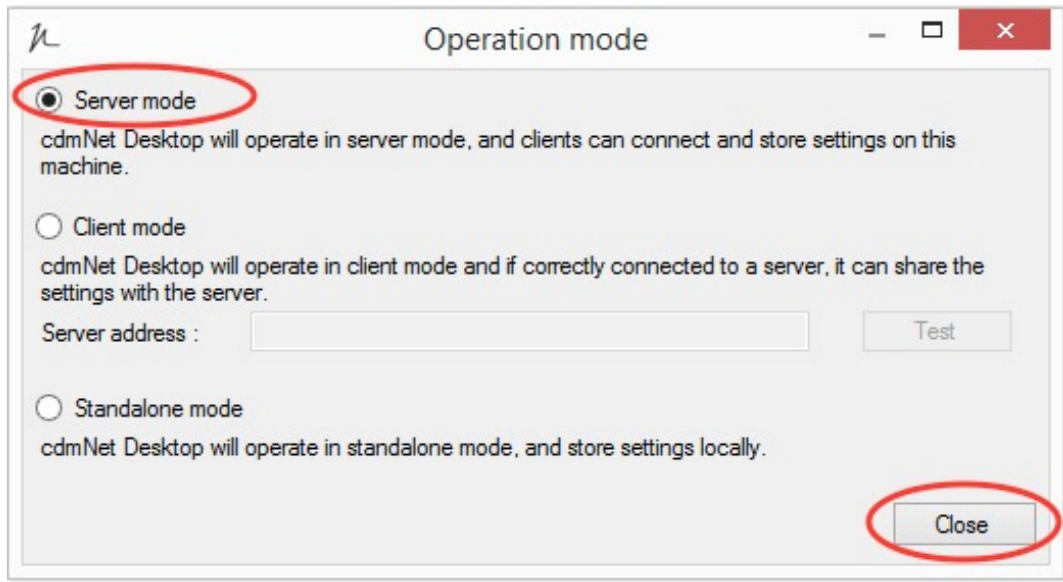 Operation mode
Server mode
cdmNet Desktop will operate in server mode, and clients can connect and store settings on this
machine.
Client mode
cdmNet Desktop will operate in client mode and if correctly connected to a server, it can share the
settings with the server.
Server address :
Test
Standalone mode
cdmNet Desktop will operate in standalone mode, and store settings locally.
Close